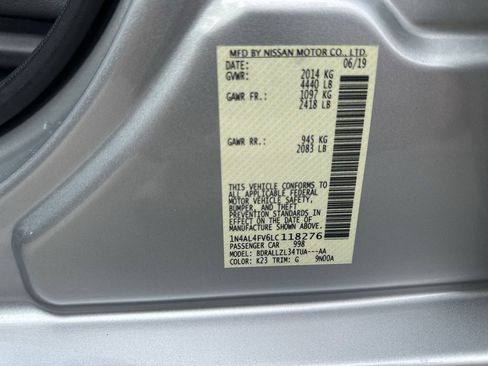 MFD BY NISSAN MOTOR CO., LTD.
DATE: 06/19
GVWR: 2014 KG
4440 LB
GAWR FR.: 1097 KG
2418 LB
GAWR RR.: 945 KG
2083 LB
THIS VEHICLE CONFORMS TO
ALL APPLICABLE FEDERAL
MOTOR VEHICLE SAFETY,
BUMPER, AND THEFT
PREVENTION STANDARDS IN
EFFECT ON THE DATE OF
MANUFACTURE SHOWN ABOVE.
1N4AL4FV6LC118276
PASSENGER CAR 998
MODEL: BDRALLZL34TUA---AA
COLOR: K23 TRIM: G 9N00A